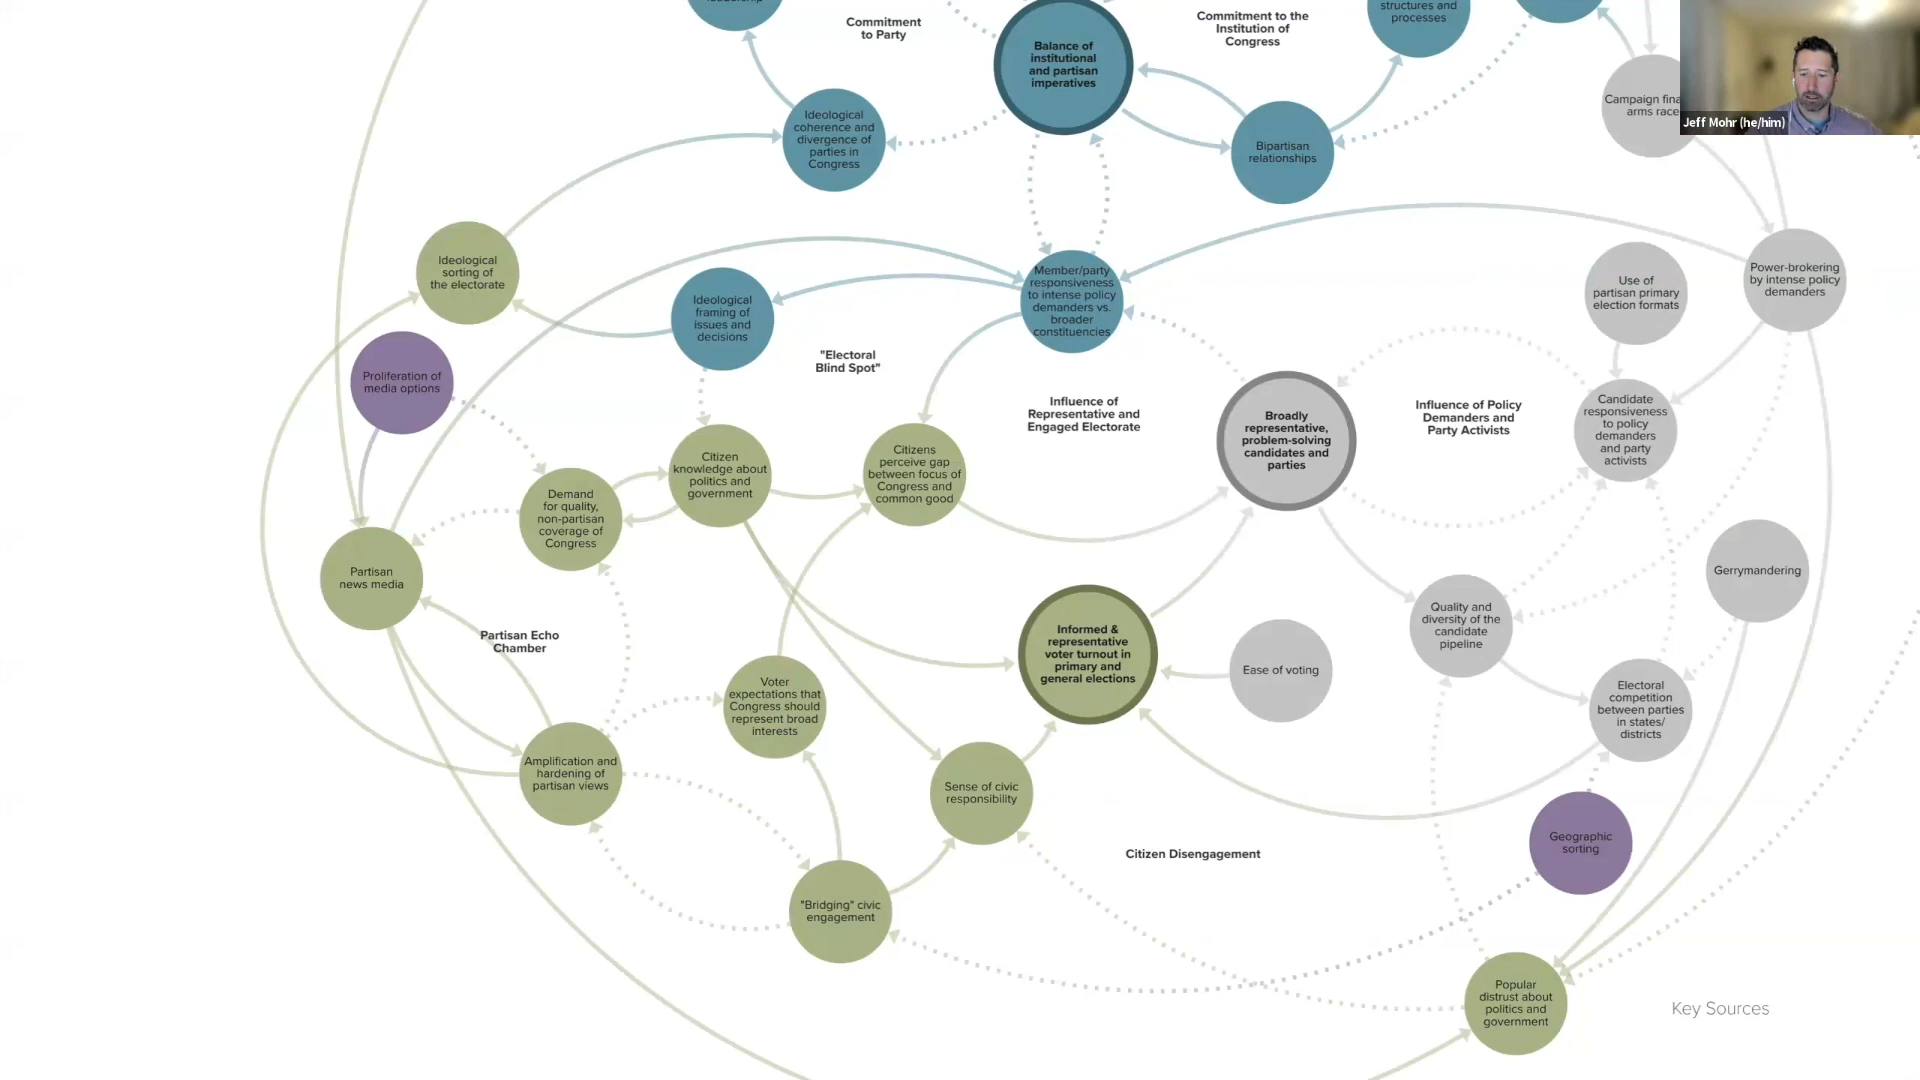 Commitment
to Party
Balance of
institutional
and partisan
imperatives
Commitment to the
Institution of
Congress
structures and
processes
Campaign fina
arms race
Jeff Mohr (he/him)
Ideological
coherence and
divergence of
parties in
Congress
Bipartisan
relationships
Ideological
sorting of
the electorate
Ideological
framing of
issues and
decisions
Member/party
responsiveness
to intense policy
demanders vs.
broader
constituencies
Use of
partisan primary
election formats
Power-brokering
by intense policy
demanders
Proliferation of
media options
"Electoral
Blind Spot"
Influence of
Representative and
Engaged Electorate
Broadly
representative,
problem-solving
candidates and
parties
Influence of Policy
Demanders and
Party Activists
Candidate
responsiveness
to policy
demanders
and party
activists
Demand
for quality,
non-partisan
coverage of
Congress
Citizen
knowledge about
politics and
government
Citizens
perceive gap
between focus of
Congress and
common good
Partisan
news media
Partisan Echo
Chamber
Informed &
representative
voter turnout in
primary and
general elections
Ease of voting
Quality and
diversity of the
candidate
pipeline
Gerrymandering
Voter
expectations that
Congress should
represent broad
interests
Electoral
competition
between parties
in states/
districts
Amplification and
hardening of
partisan views
Sense of civic
responsibility
Citizen Disengagement
Geographic
sorting
"Bridging" civic
engagement
Popular
distrust about
politics and
government
Key Sources